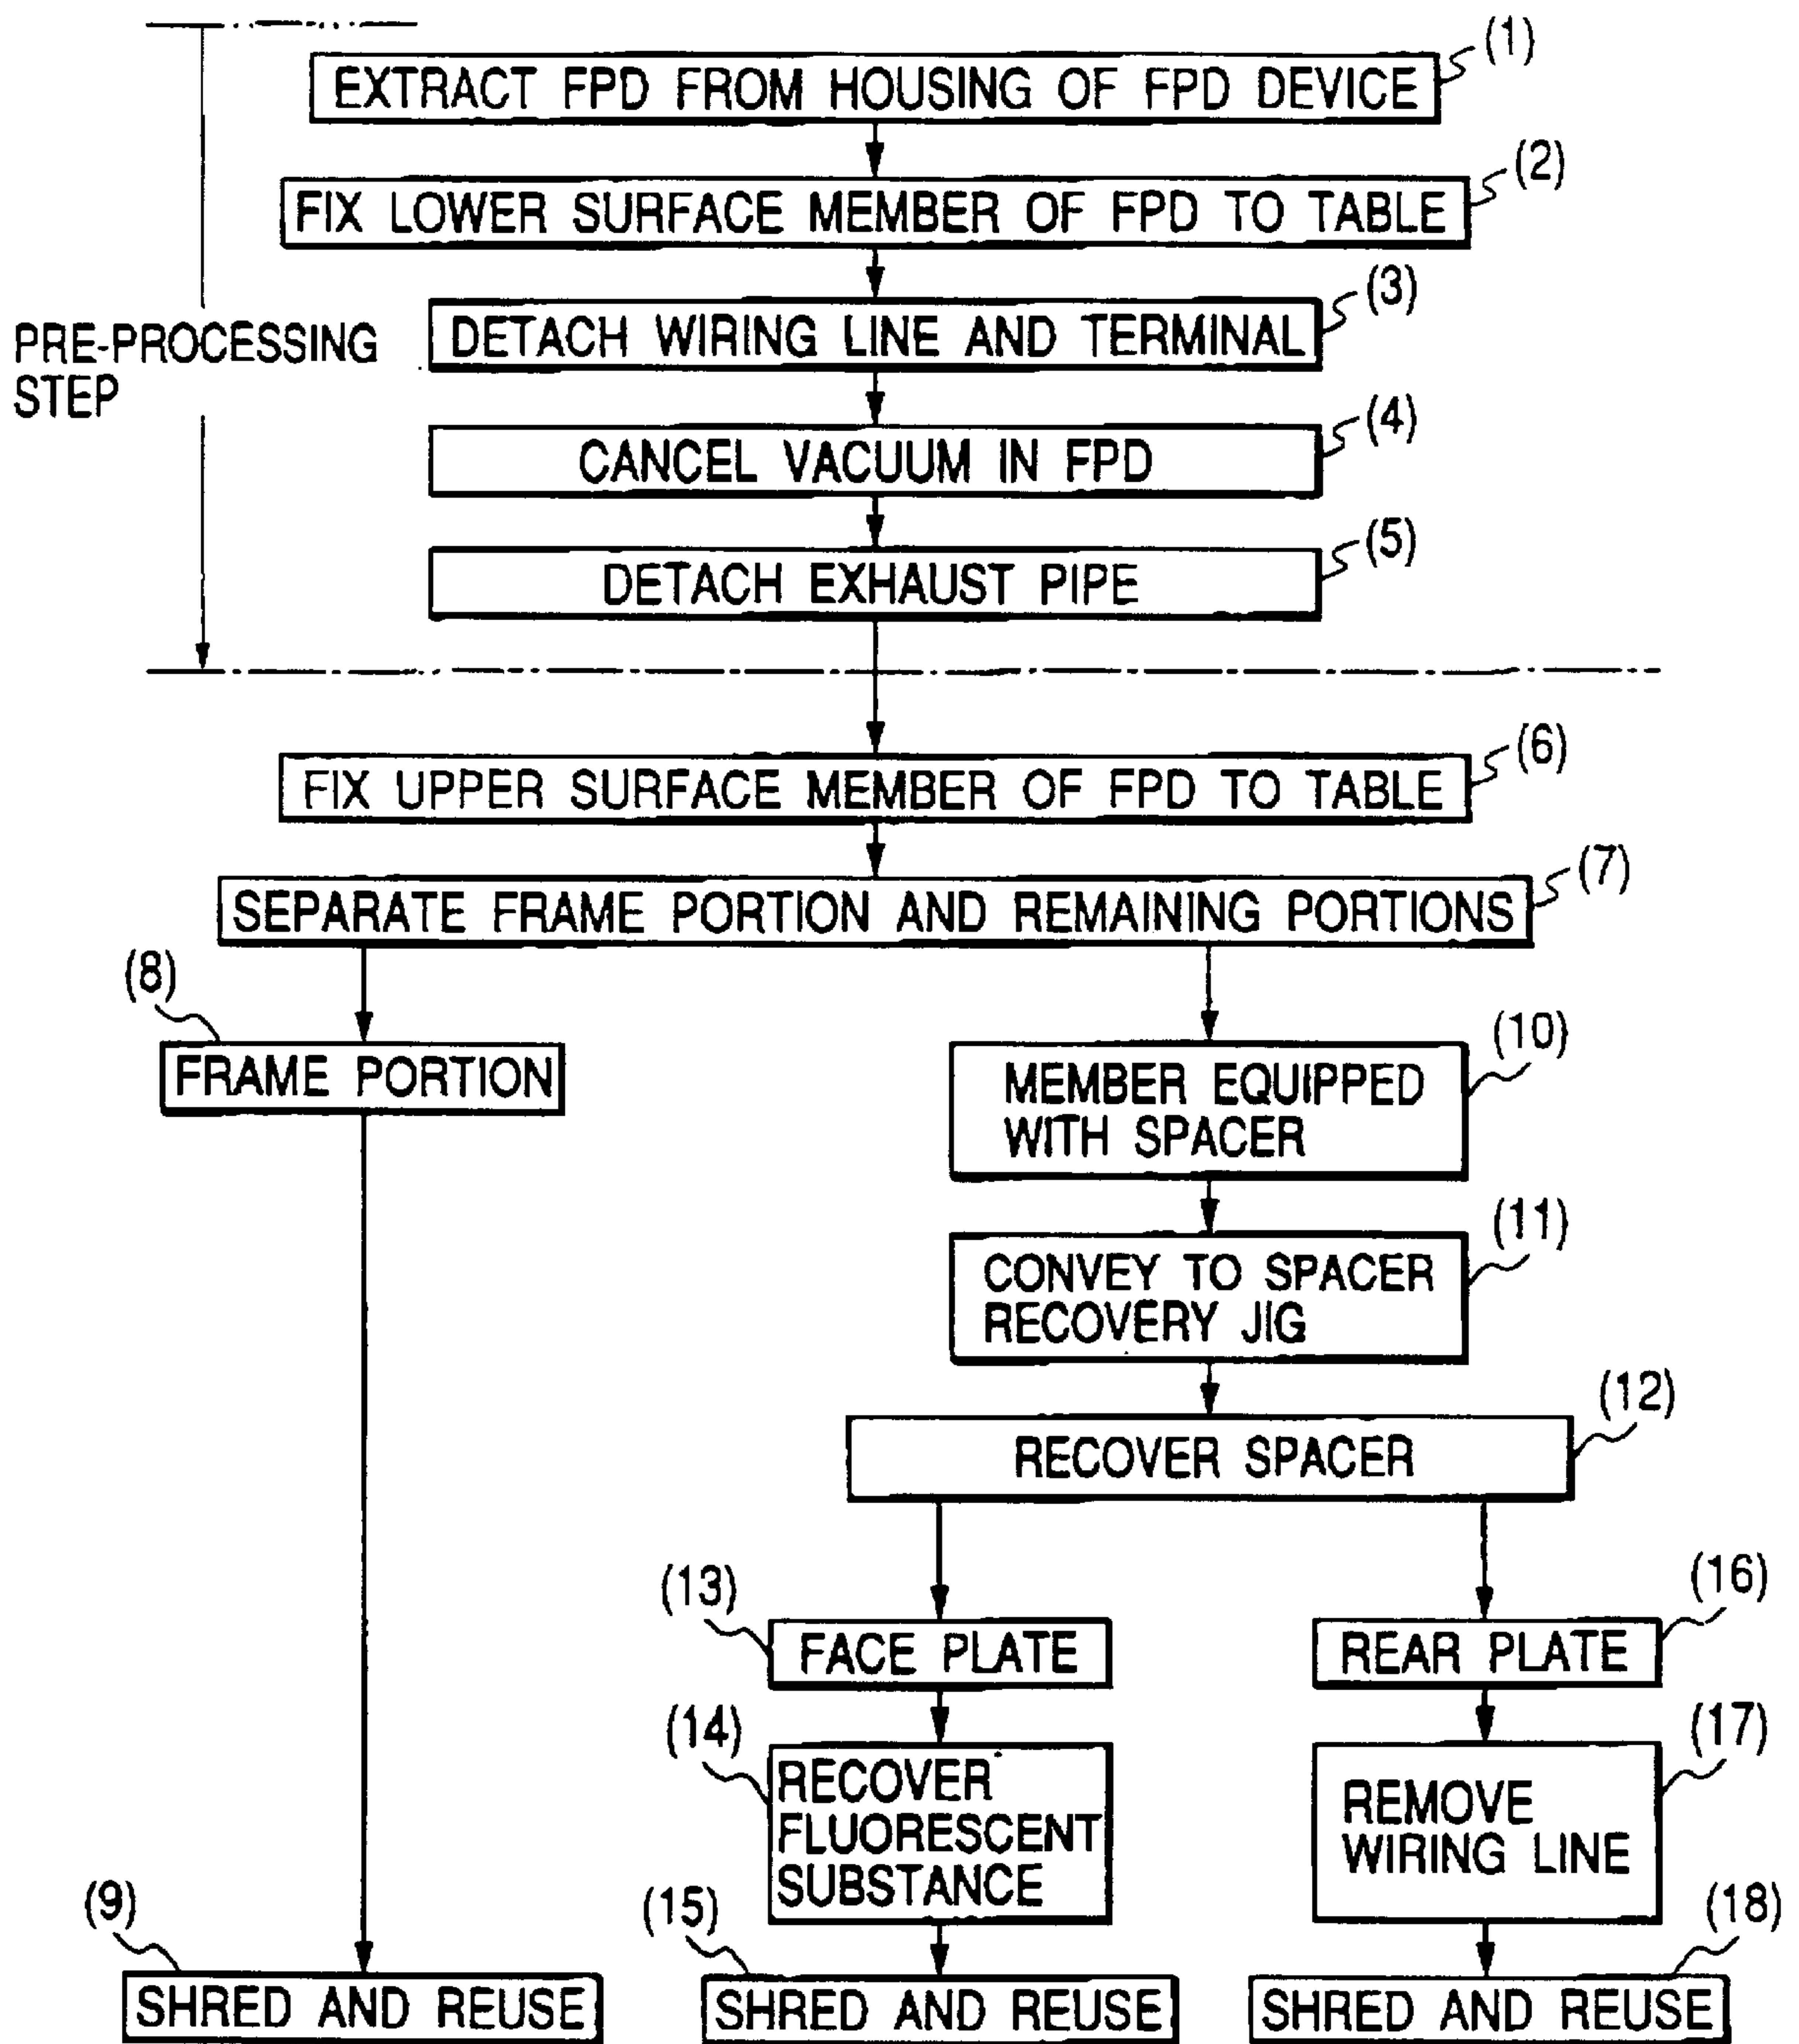 (1)
EXTRACT FPD FROM HOUSING OF FPD DEVICE
(2)
FIX LOWER SURFACE MEMBER OF FPD TO TABLE
(3)
DETACH WIRING LINE AND TERMINAL
PRE-PROCESSING
STEP
(4)
CANCEL VACUUM IN FPD
(5)
DETACH EXHAUST PIPE
(6)
FIX UPPER SURFACE MEMBER OF FPD TO TABLE
(7)
SEPARATE FRAME PORTION AND REMAINING PORTIONS
(8)
FRAME PORTION
(10)
MEMBER EQUIPPED
WITH SPACER
(11)
CONVEY TO SPACER
RECOVERY JIG
(12)
RECOVER SPACER
(13)
FACE PLATE
(16)
REAR PLATE
(14)
RECOVER
FLUORESCENT
SUBSTANCE
(17)
REMOVE
WIRING LINE
(9)
SHRED AND REUSE
(15)
SHRED AND REUSE
(18)
SHRED AND REUSE